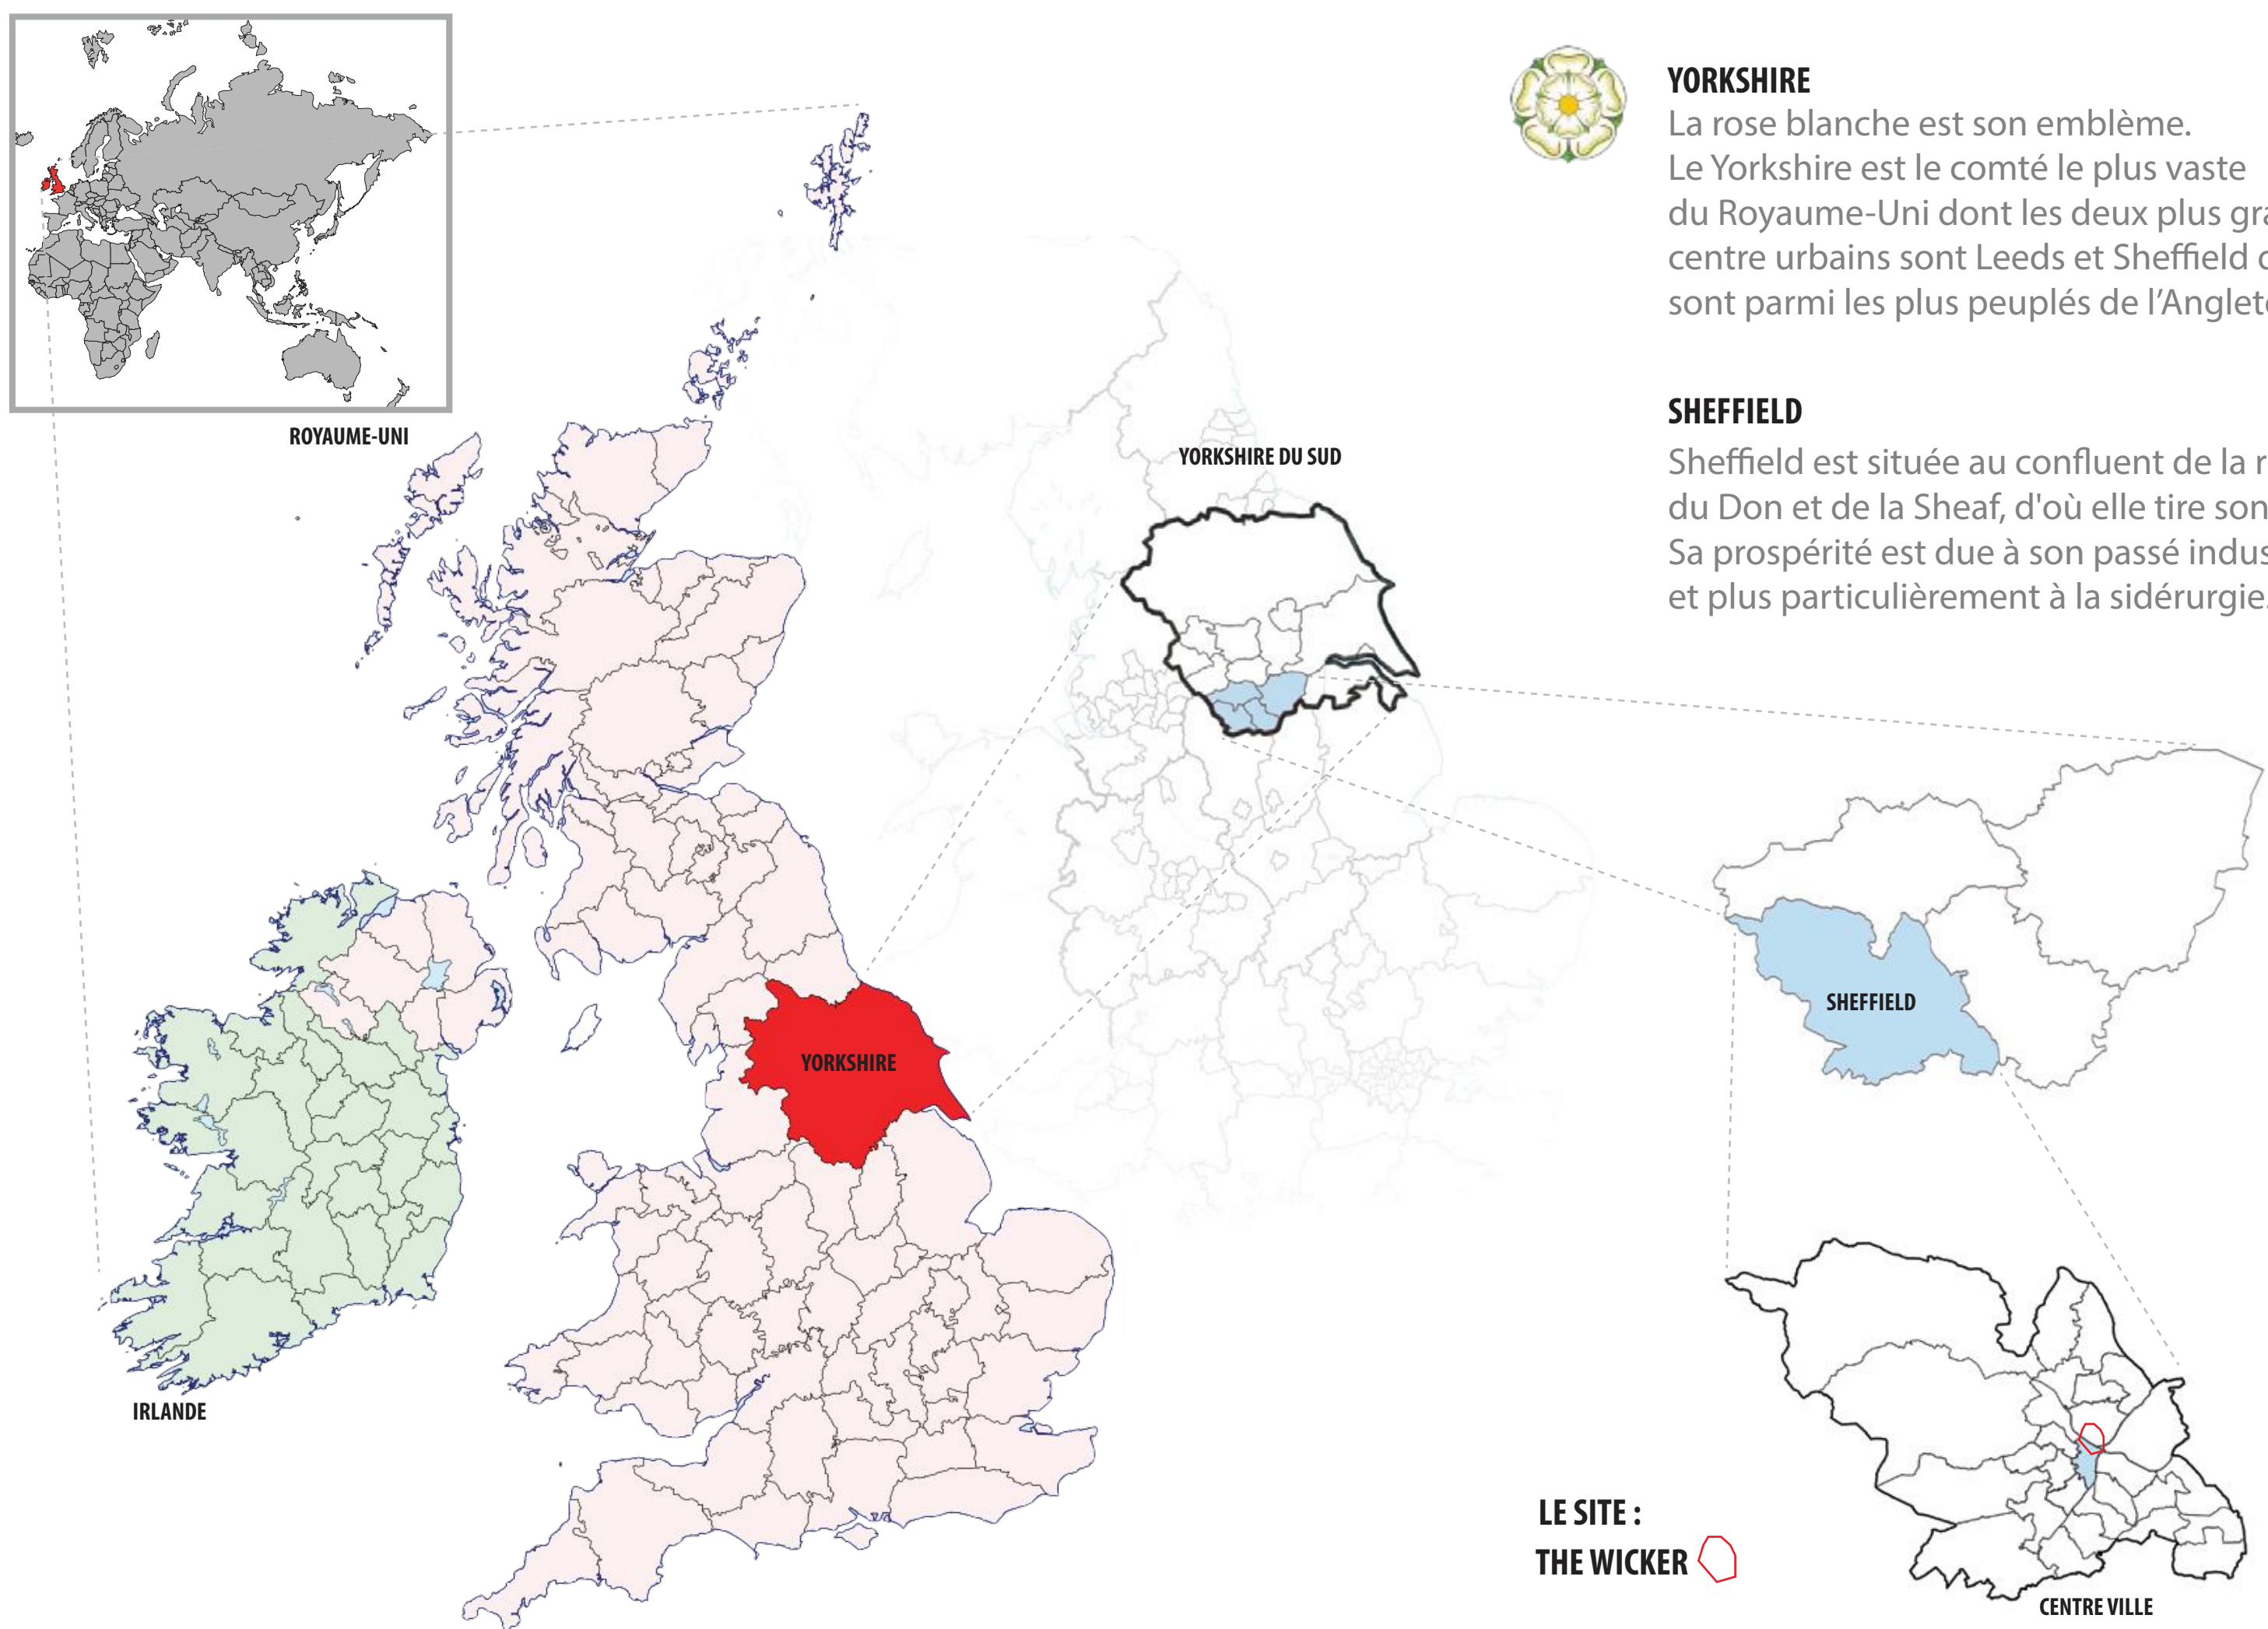 YORKSHIRE
La rose blanche est son emblème.
Le Yorkshire est le comté le plus vaste
du Royaume-Uni dont les deux plus
centre urbains sont Leeds et Sheffield
sont parmi les plus peuplés de
SHEFFIELD
Sheffield est située au confluent de la
du Don et de la Sheaf, d'où elle tire son
Sa prospérité est due à son passé
et plus particulièrement à la sidérurgie.
ROYAUME-UNI
YORKSHIRE DU SUD
SHEFFIELD
YORKSHIRE
IRLANDE
LE SITE :
THE WICKER
CENTRE VILLE